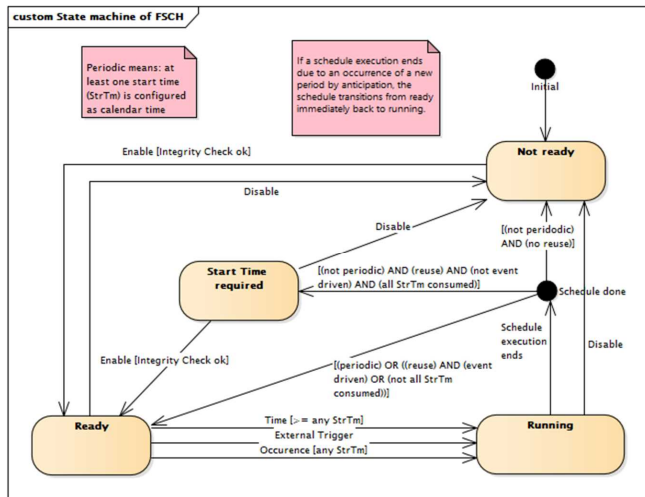 custom State machine of FSCH
Periodic means: at
least one start time
(StrTm) is configured
as calendar time
If a schedule execution ends
due to an occurrence of a new
period by anticipation, the
schedule transitions from ready
immediately back to running.
Initial
Enable [Integrity Check ok]
Not ready
Disable
Disable
[(not peridodic)
AND (no reuse)]
Start Time
required
[(not periodic) AND (reuse) AND (not event
driven) AND (all StrTm consumed)]
Schedule done
Enable [Integrity Check ok]
[(periodic) OR ((reuse) AND (event
driven) OR (not all StrTm
consumed))]
Schedule
execution
ends
Disable
Ready
Time [>= any StrTm]
External Trigger
Occurence [any StrTm]
Running